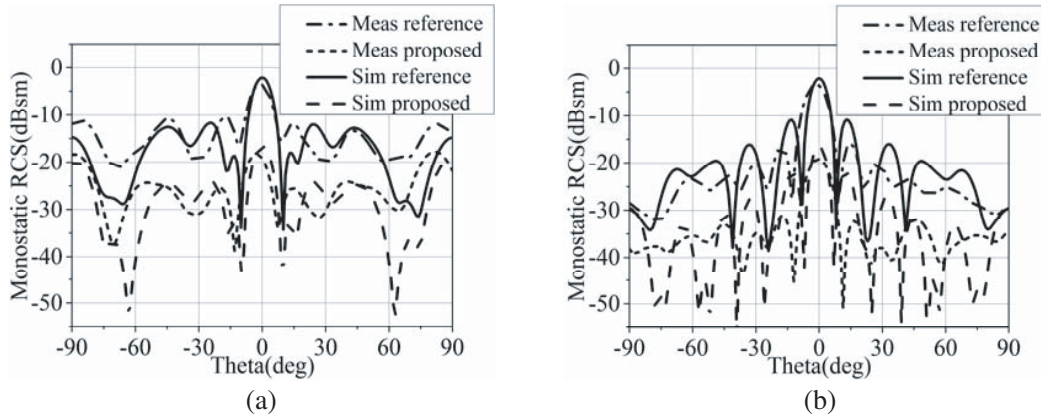 Meas reference
Meas proposed
Sim reference
Sim proposed
Monostatic RCS(dBsm)
0
-10
-20
-30
-40
-50
-90
-60
-30
0
30
60
90
Theta(deg)
(a)
Meas reference
Meas proposed
Sim reference
Sim proposed
Monostatic RCS(dBsm)
0
-10
-20
-30
-40
-50
-90
-60
-30
0
30
60
90
Theta(deg)
(b)